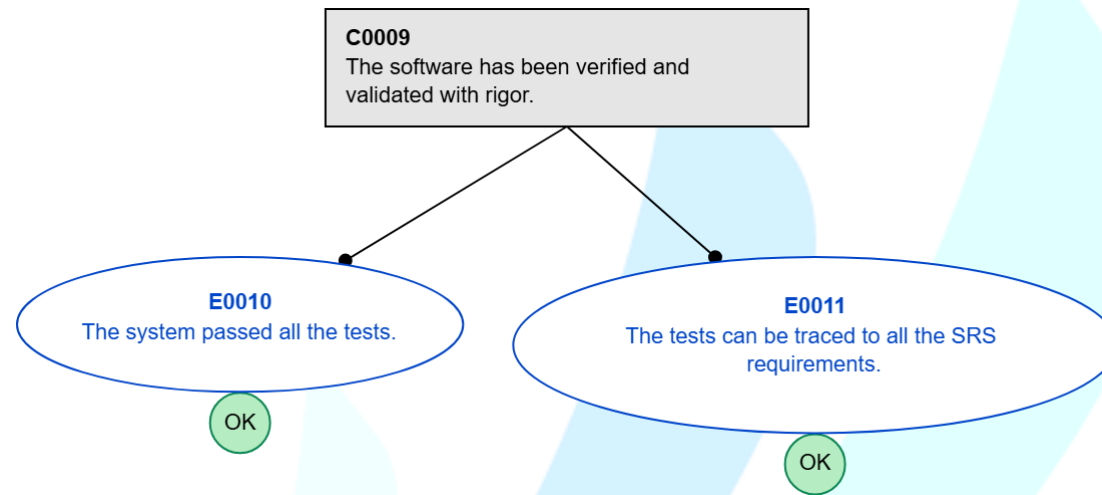 C0009
The software has been verified and
validated with rigor.
E0010
The system passed all the tests.
OK
E0011
The tests can be traced to all the SRS
requirements.
OK